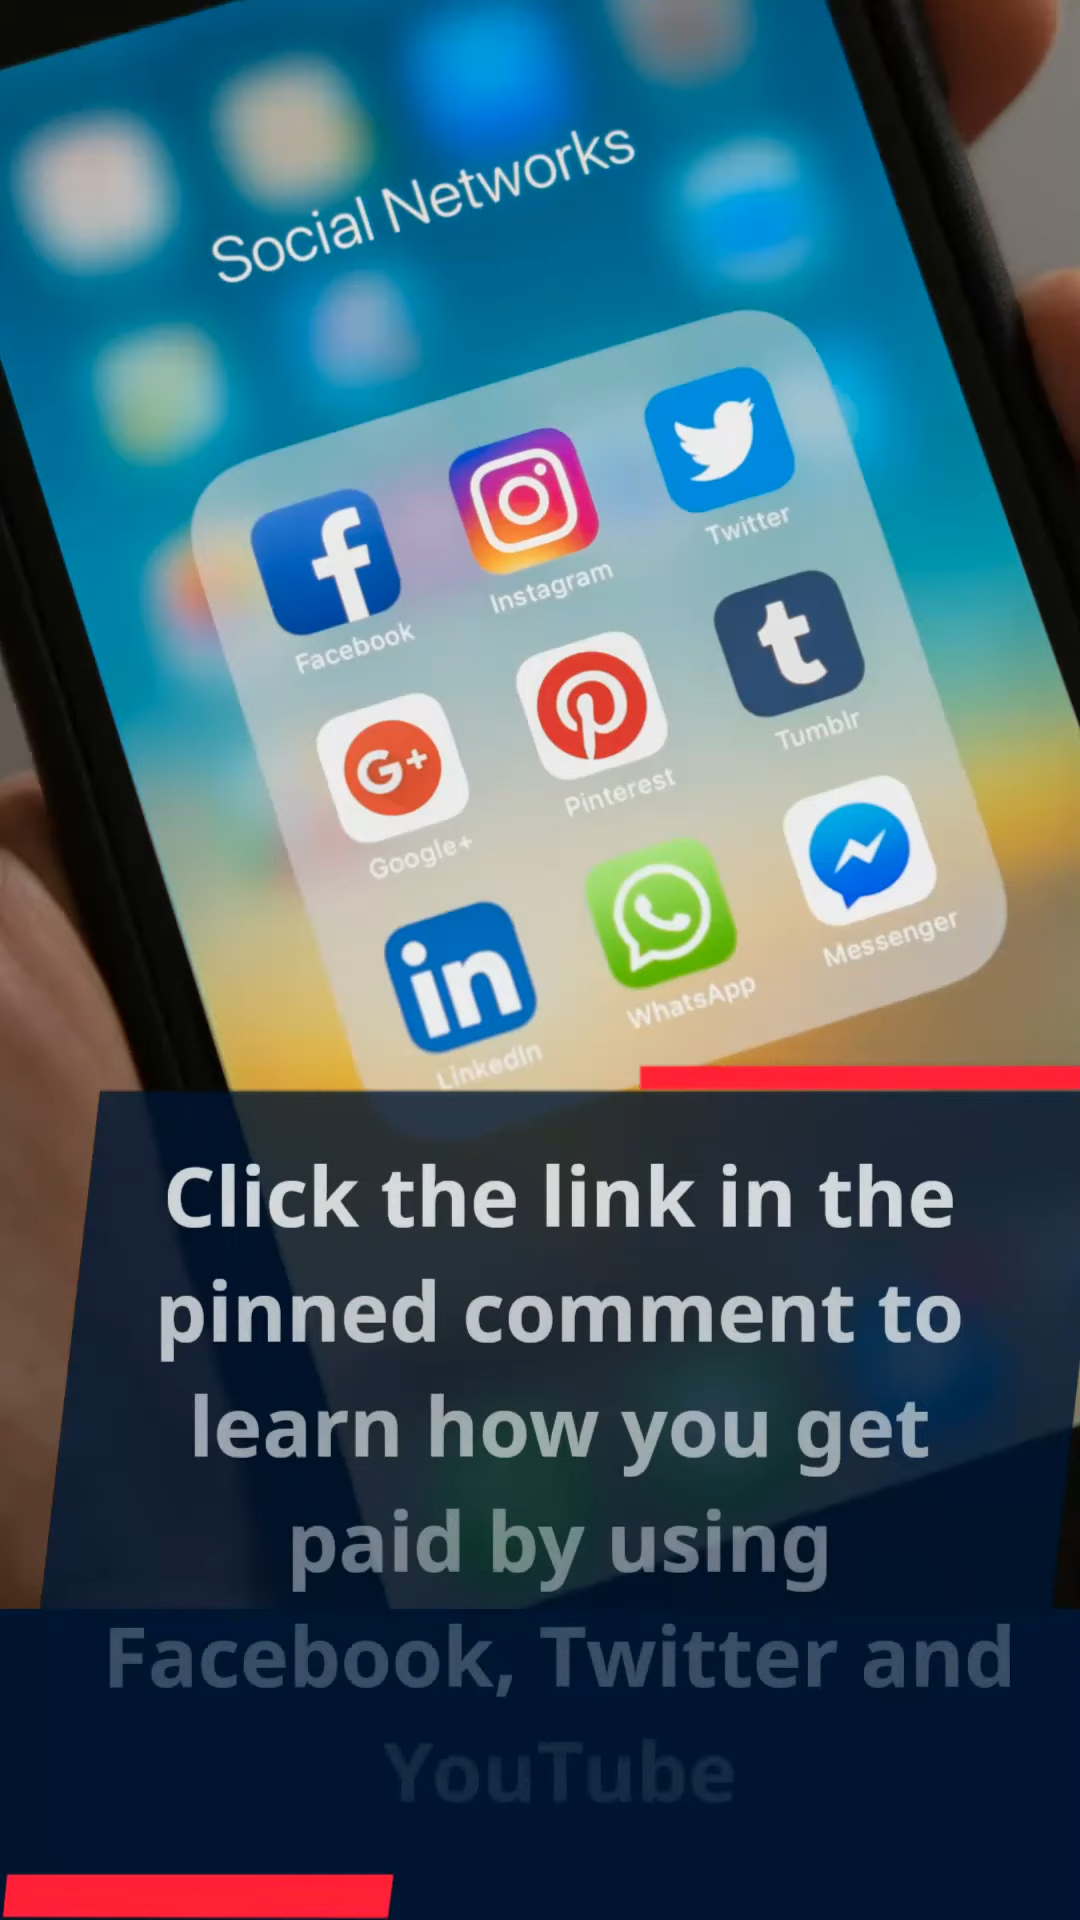 Social Networks
Facebook
Instagram
Twitter
Google+
Pinterest
Tumblr
LinkedIn
WhatsApp
Messenger
Click the link in the
pinned comment to
learn how you get
paid by using
Facebook, Twitter and
YouTube